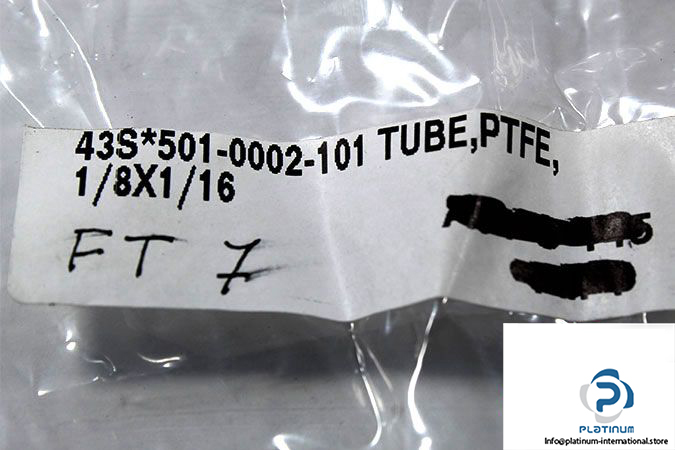 43S*501-0002-101 TUBE,PTFE,
1/8X1/16
FT 7
PLATINUM
Info@platinum-international.store